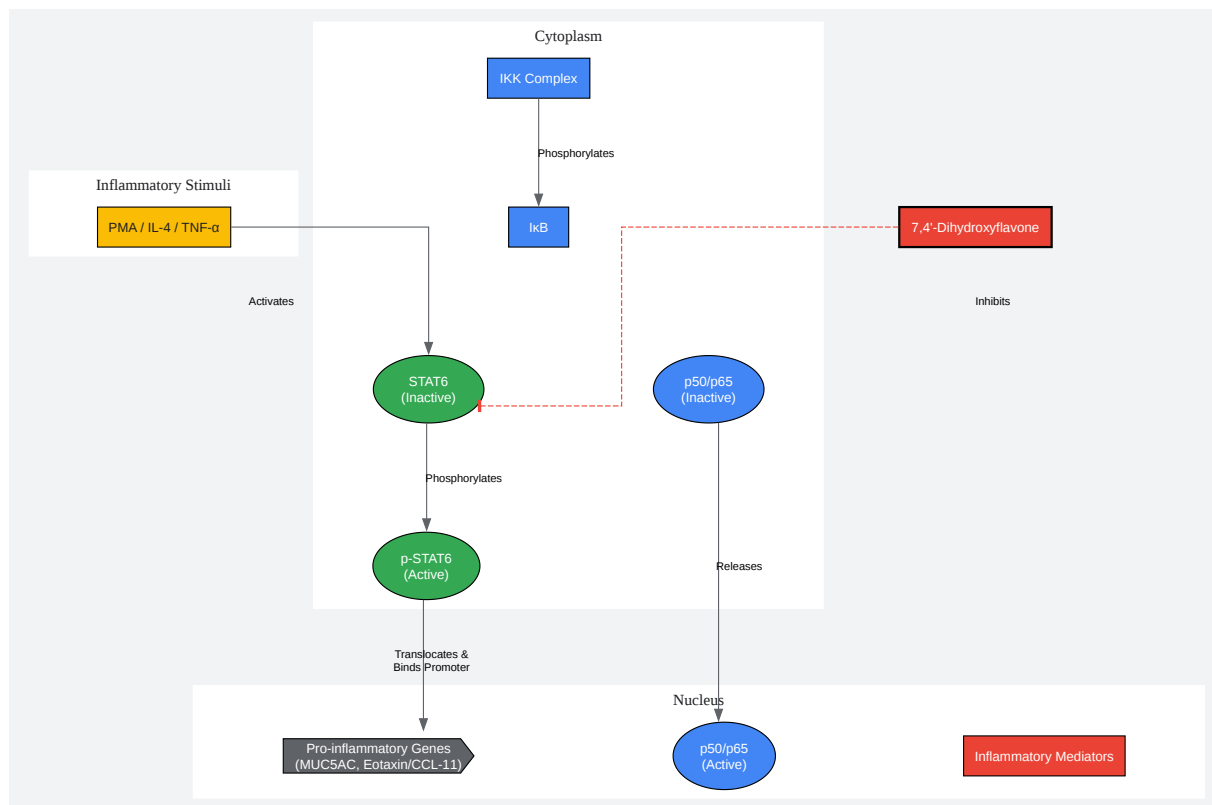 Cytoplasm
IKK Complex
Phosphorylates
Inflammatory Stimuli
PMA / IL-4 / TNF-α
IκB
7,4'-Dihydroxyflavone
Activates
Inhibits
STAT6
(Inactive)
p50/p65
(Inactive)
Phosphorylates
p-STAT6
(Active)
Releases
Translocates &
Binds Promoter
Nucleus
Pro-inflammatory Genes
(MUC5AC, Eotaxin/CCL-11)
p50/p65
(Active)
Inflammatory Mediators